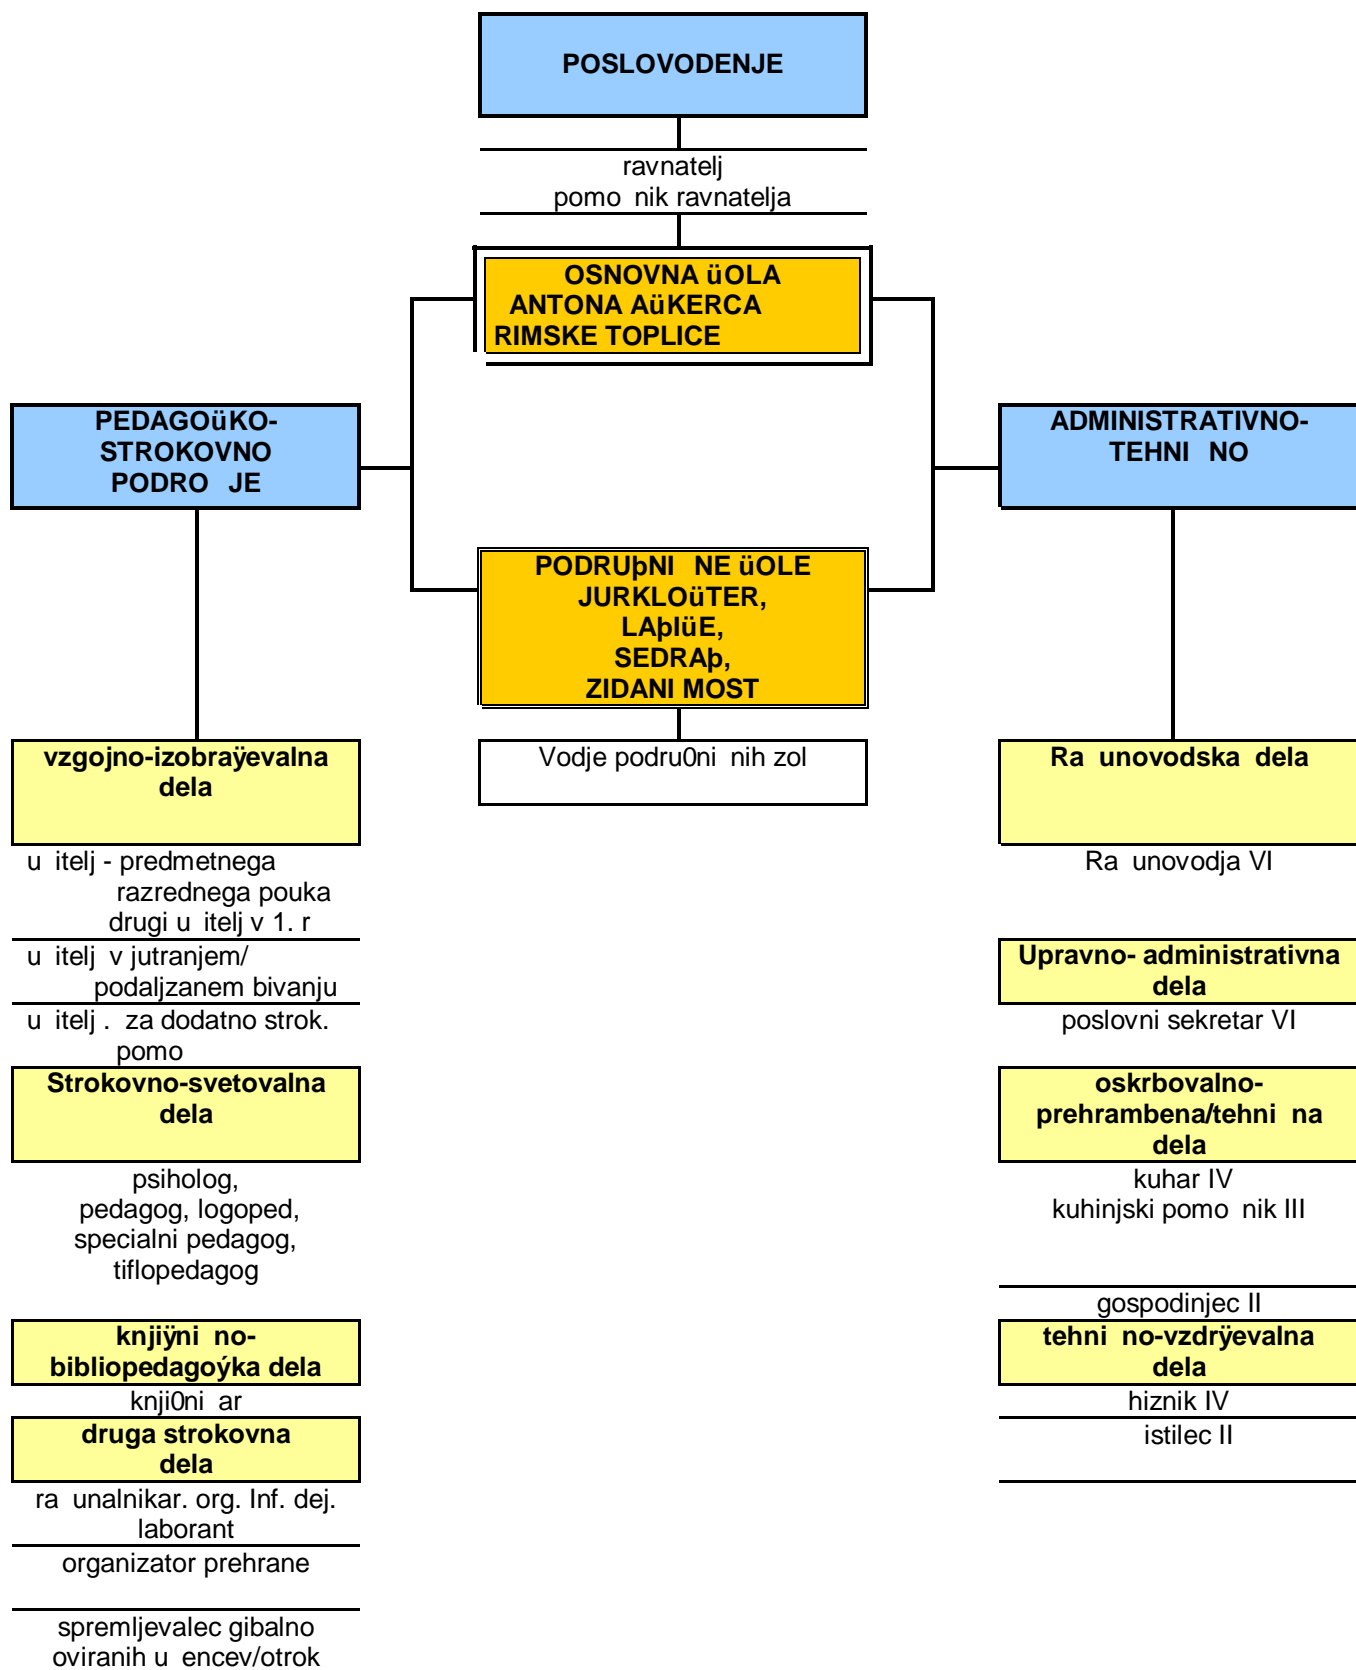 POSLOVODENJE
ravnatelj
pomo nik ravnatelja
OSNOVNA üOLA
ANTONA AüKERCA
RIMSKE TOPLICE
PEDAGOüKO-
STROKOVNO
PODRO JE
ADMINISTRATIVNO-
TEHNI NO
PODRUþNI NE üOLE
JURKLOüTER,
LAþIüE,
SEDRAþ,
ZIDANI MOST
Vodje podru0ni nih zol
vzgojno-izobraÿevalna
dela
u itelj - predmetnega
razrednega pouka
drugi u itelj v 1. r
u itelj v jutranjem/
podaljzanem bivanju
u itelj . za dodatno strok.
pomo
Strokovno-svetovalna
dela
psiholog,
pedagog, logoped,
specialni pedagog,
tiflopedagog
knjiÿni no-
bibliopedagoýka dela
knji0ni ar
druga strokovna
dela
ra unalnikar. org. Inf. dej.
laborant
organizator prehrane
spremljevalec gibalno
oviranih u encev/otrok
Ra unovodska dela
Ra unovodja VI
Upravno- administrativna
dela
poslovni sekretar VI
oskrbovalno-
prehrambena/tehni na
dela
kuhar IV
kuhinjski pomo nik III
gospodinjec II
tehni no-vzdrÿevalna
dela
hiznik IV
istilec II